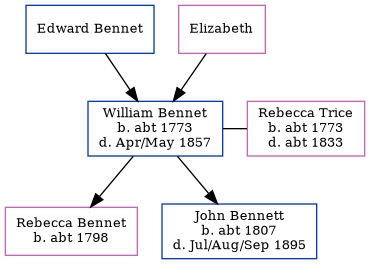 Edward Bennet
Elizabeth
William Bennet
b. abt 1773
d. Apr/May 1857
Rebecca Trice
b. abt 1773
d. abt 1833
Rebecca Bennet
b. abt 1798
John Bennett
b. abt 1807
d. Jul/Aug/Sep 1895